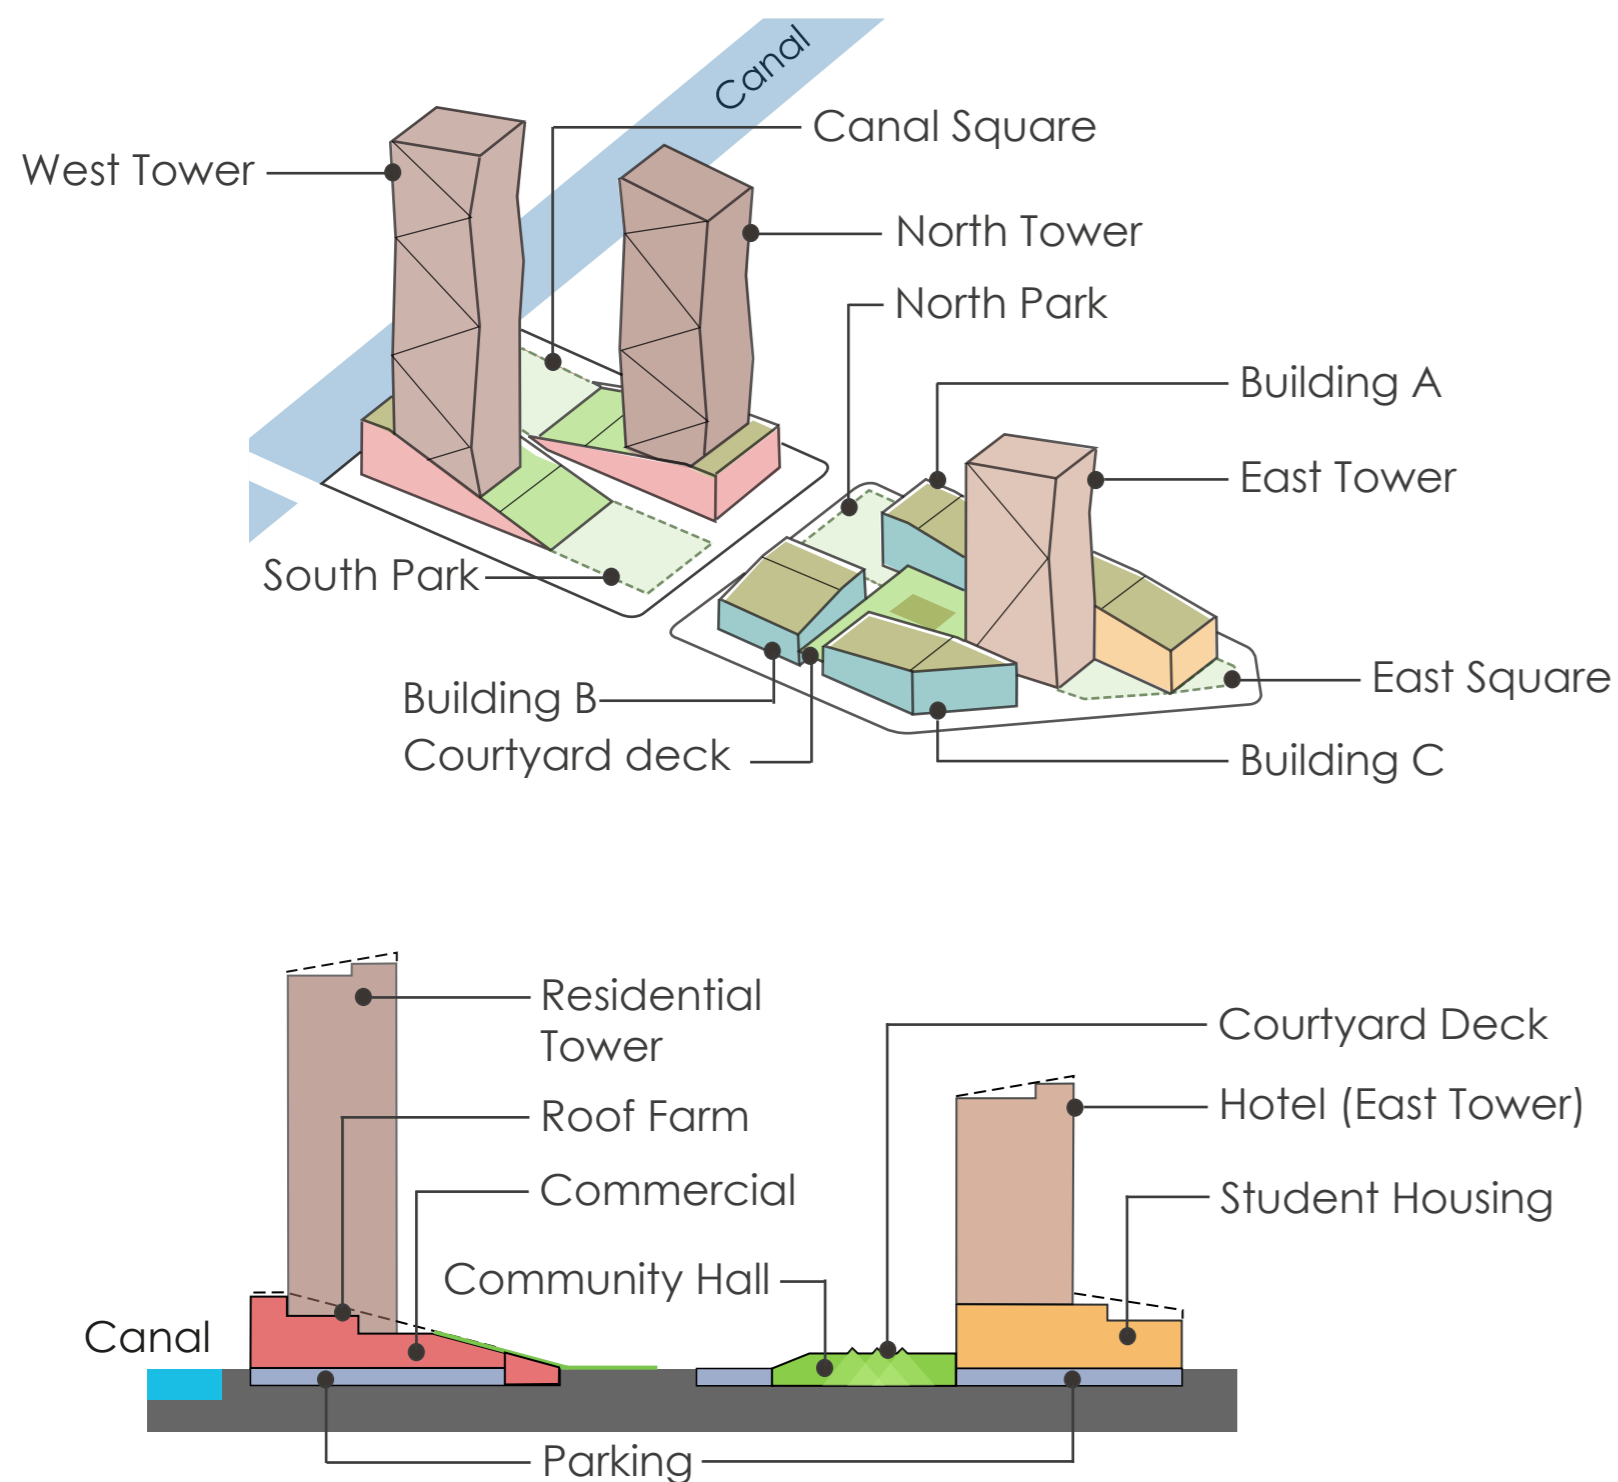 Canal
Canal Square
West Tower
North Tower
North Park
Building A
East Tower
South Park
East Square
Building B
Courtyard deck
Building C
Residential
Tower
Courtyard Deck
Hotel (East Tower)
Roof Farm
Commercial
Student Housing
Community Hall
Canal
Parking